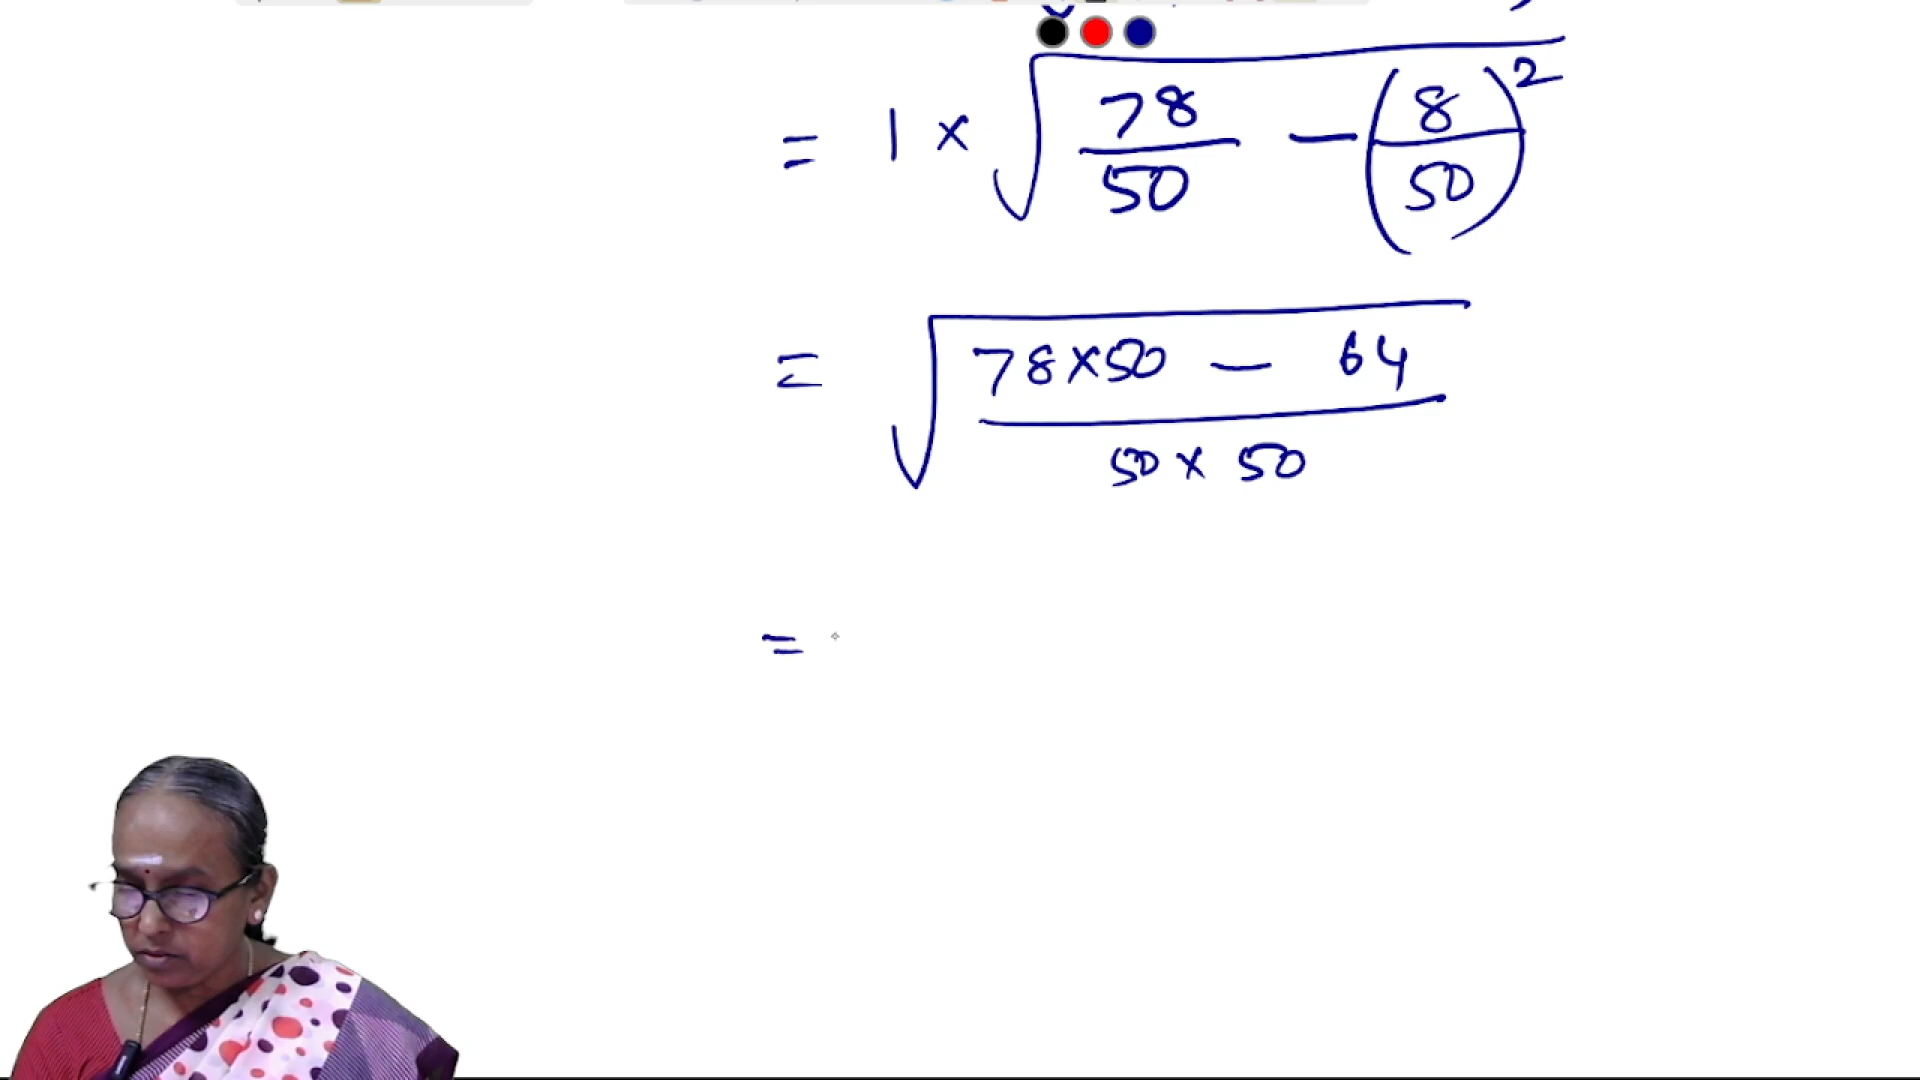 = 1 × √(78/50 − (8/50)²)
= √((78×50 − 64)/(50×50))
=